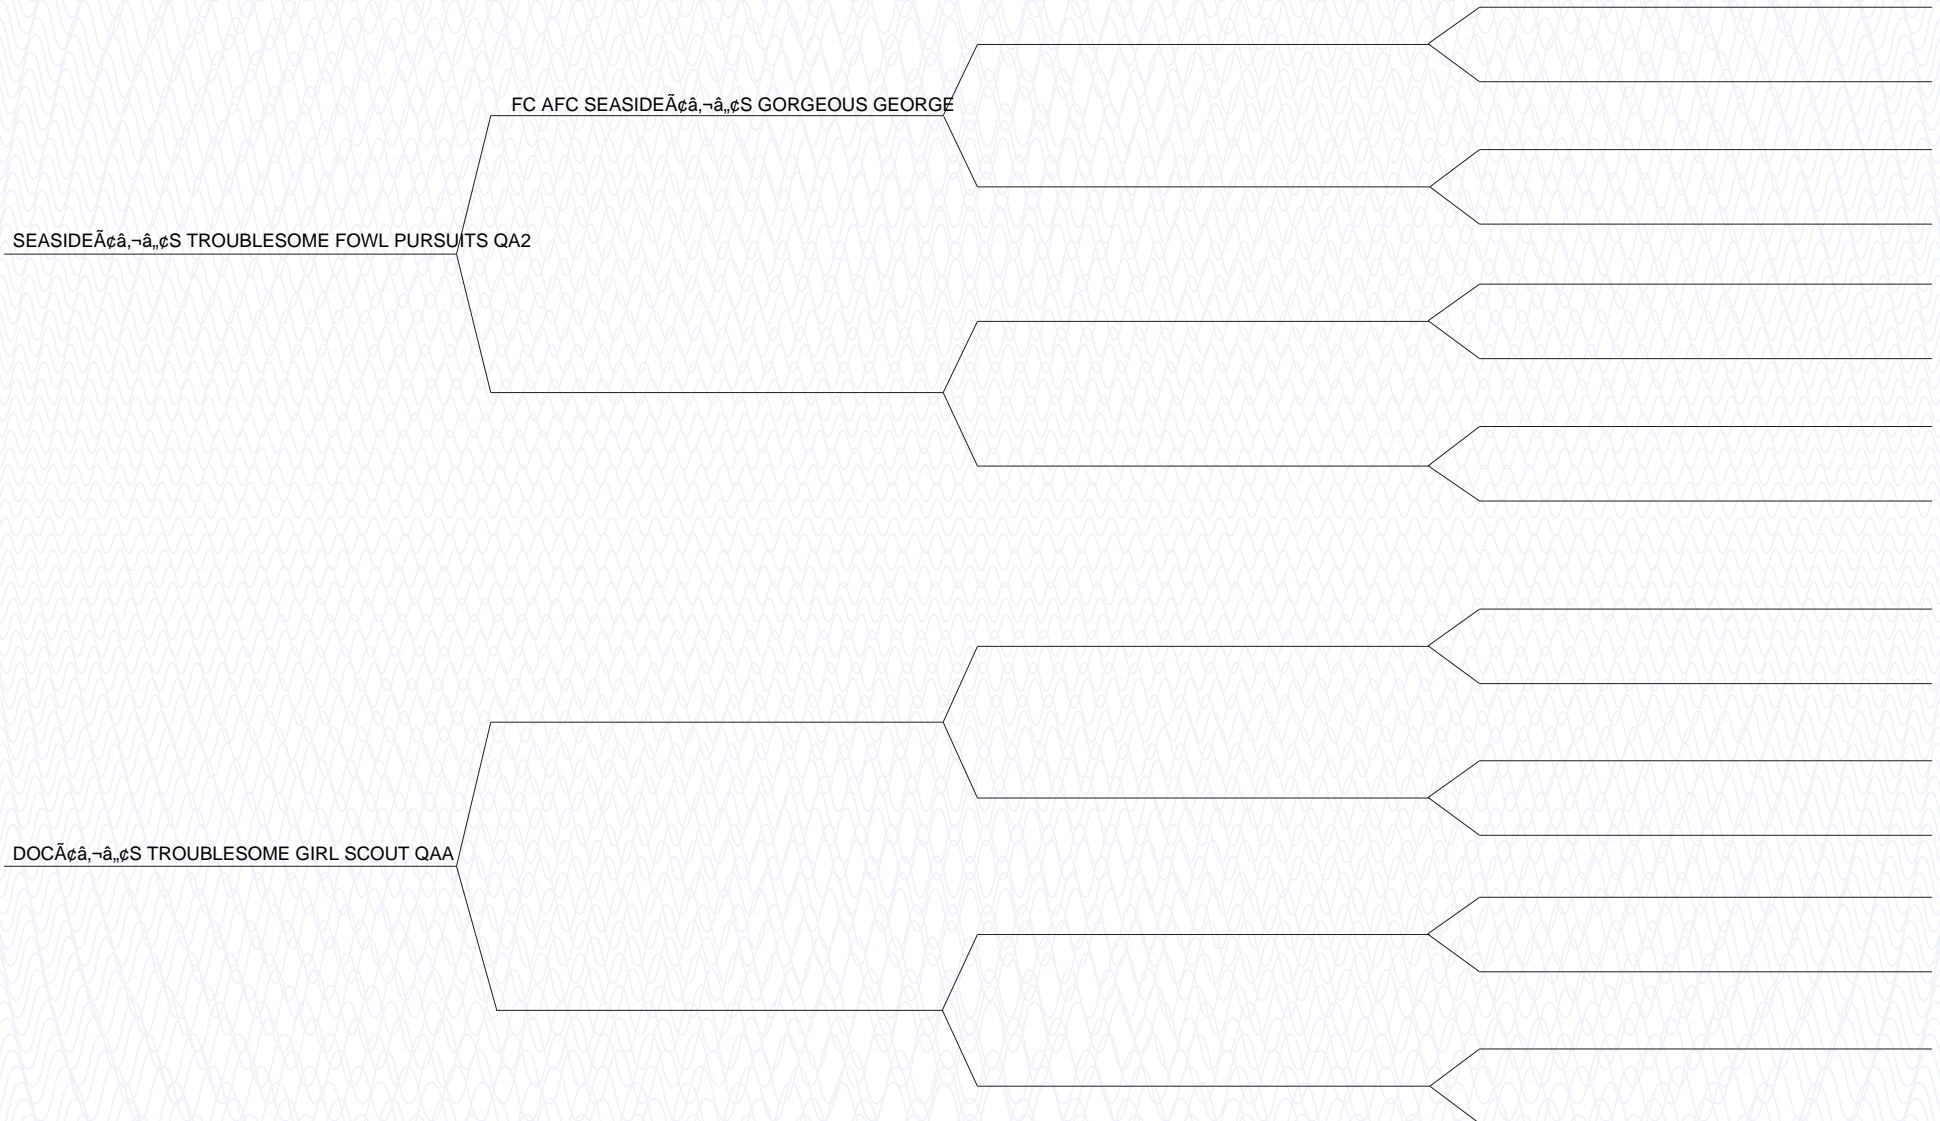 FC AFC SEASIDEÃ¢â‚¬â„¢S GORGEOUS GEORGE
SEASIDEÃ¢â‚¬â„¢S TROUBLESOME FOWL PURSUITS QA2
DOCÃ¢â‚¬â„¢S TROUBLESOME GIRL SCOUT QAA